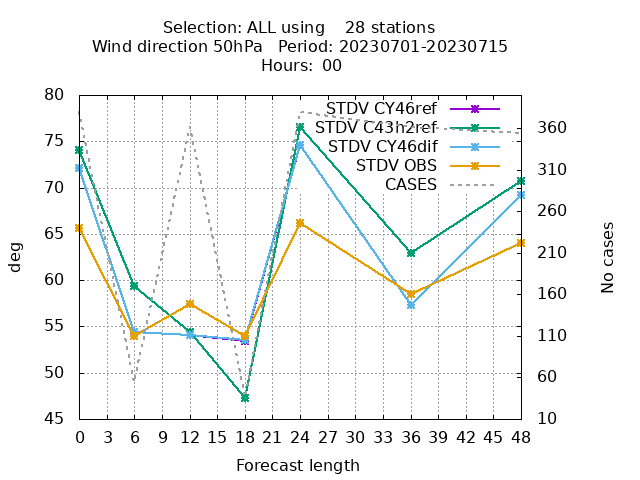 Selection: ALL using    28 stations
Wind direction 50hPa   Period: 20230701-20230715
Hours: 00
STDV CY46ref
STDV C43h2ref
STDV CY46dif
STDV OBS
CASES
80
75
70
65
60
55
50
45
deg
360
310
260
210
160
110
60
10
No cases
0 3 6 9 12 15 18 21 24 27 30 33 36 39 42 45 48
Forecast length